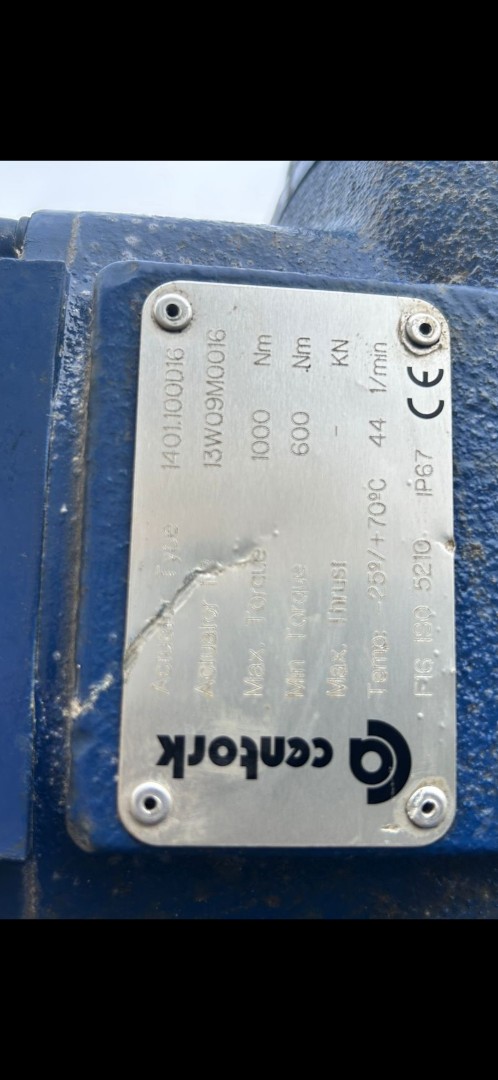 centork
Actuator Type 1401.100016
Actuator 13W09M0016
Max. Torque 1000 Nm
Min Torque 600 Nm
Max. Thrust - KN
Temp: -25º/+70ºC 44 1/min
F16 ISO 5210 IP67 CE